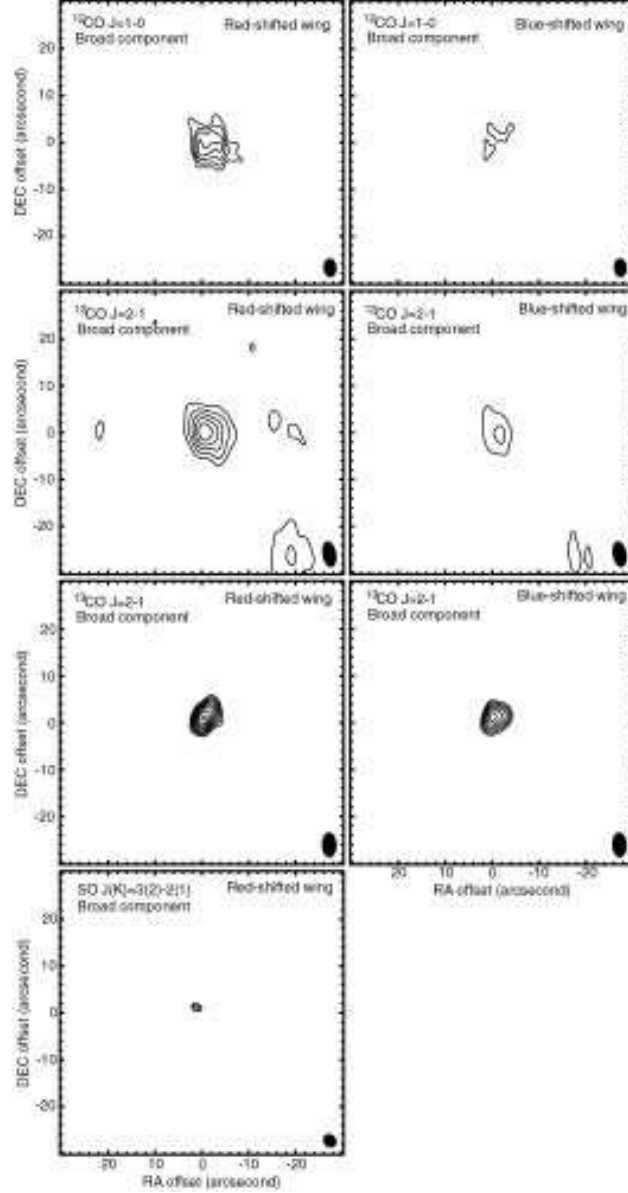 ¹²CO J=1-0
Broad component
Red-shifted wing
¹²CO J=1-0
Broad component
Blue-shifted wing
DEC offset (arcsecond)
20
10
0
-10
-20
¹²CO J=2-1
Broad component
Red-shifted wing
¹²CO J=2-1
Broad component
Blue-shifted wing
DEC offset (arcsecond)
20
10
0
-10
-20
¹³CO J=2-1
Broad component
Red-shifted wing
¹³CO J=2-1
Broad component
Blue-shifted wing
DEC offset (arcsecond)
20
10
0
-10
-20
20 10 0 -10 -20
RA offset (arcsecond)
SO J(K)=3(2)-2(1)
Broad component
Red-shifted wing
DEC offset (arcsecond)
20
10
0
-10
-20
20 10 0 -10 -20
RA offset (arcsecond)